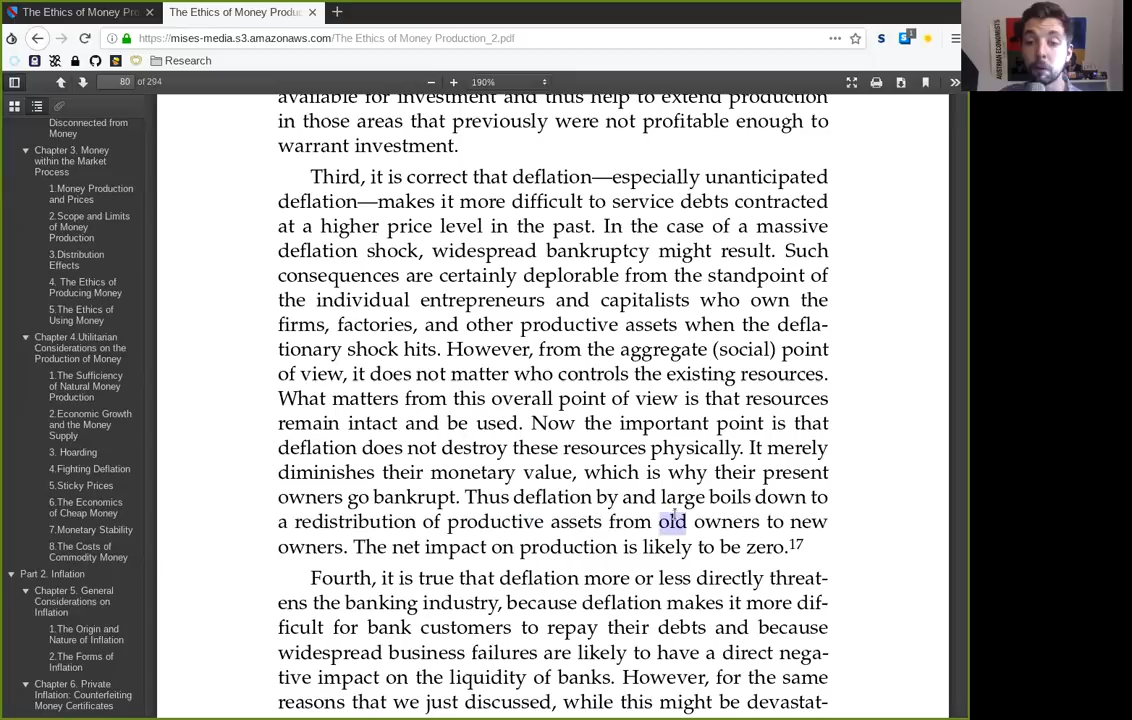 The Ethics of Money Pro
The Ethics of Money Produc
https://mises-media.s3.amazonaws.com/The Ethics of Money Production_2.pdf
Research
80 of 294
190%
AUSTRIAN ECONOMISTS
Disconnected from
Money
Chapter 3. Money
within the Market
Process
1.Money Production
and Prices
2.Scope and Limits
of Money
Production
3.Distribution
Effects
4. The Ethics of
Producing Money
5.The Ethics of
Using Money
Chapter 4.Utilitarian
Considerations on the
Production of Money
1.The Sufficiency
of Natural Money
Production
2.Economic Growth
and the Money
Supply
3. Hoarding
4.Fighting Deflation
5.Sticky Prices
6.The Economics
of Cheap Money
7.Monetary Stability
8.The Costs of
Commodity Money
Part 2. Inflation
Chapter 5. General
Considerations on
Inflation
1.The Origin and
Nature of Inflation
2.The Forms of
Inflation
Chapter 6. Private
Inflation: Counterfeiting
Money Certificates
available for investment and thus help to extend production
in those areas that previously were not profitable enough to
warrant investment.
Third, it is correct that deflation—especially unanticipated
deflation—makes it more difficult to service debts contracted
at a higher price level in the past. In the case of a massive
deflation shock, widespread bankruptcy might result. Such
consequences are certainly deplorable from the standpoint of
the individual entrepreneurs and capitalists who own the
firms, factories, and other productive assets when the defla-
tionary shock hits. However, from the aggregate (social) point
of view, it does not matter who controls the existing resources.
What matters from this overall point of view is that resources
remain intact and be used. Now the important point is that
deflation does not destroy these resources physically. It merely
diminishes their monetary value, which is why their present
owners go bankrupt. Thus deflation by and large boils down to
a redistribution of productive assets from old owners to new
owners. The net impact on production is likely to be zero.17
Fourth, it is true that deflation more or less directly threat-
ens the banking industry, because deflation makes it more dif-
ficult for bank customers to repay their debts and because
widespread business failures are likely to have a direct nega-
tive impact on the liquidity of banks. However, for the same
reasons that we just discussed, while this might be devastat-